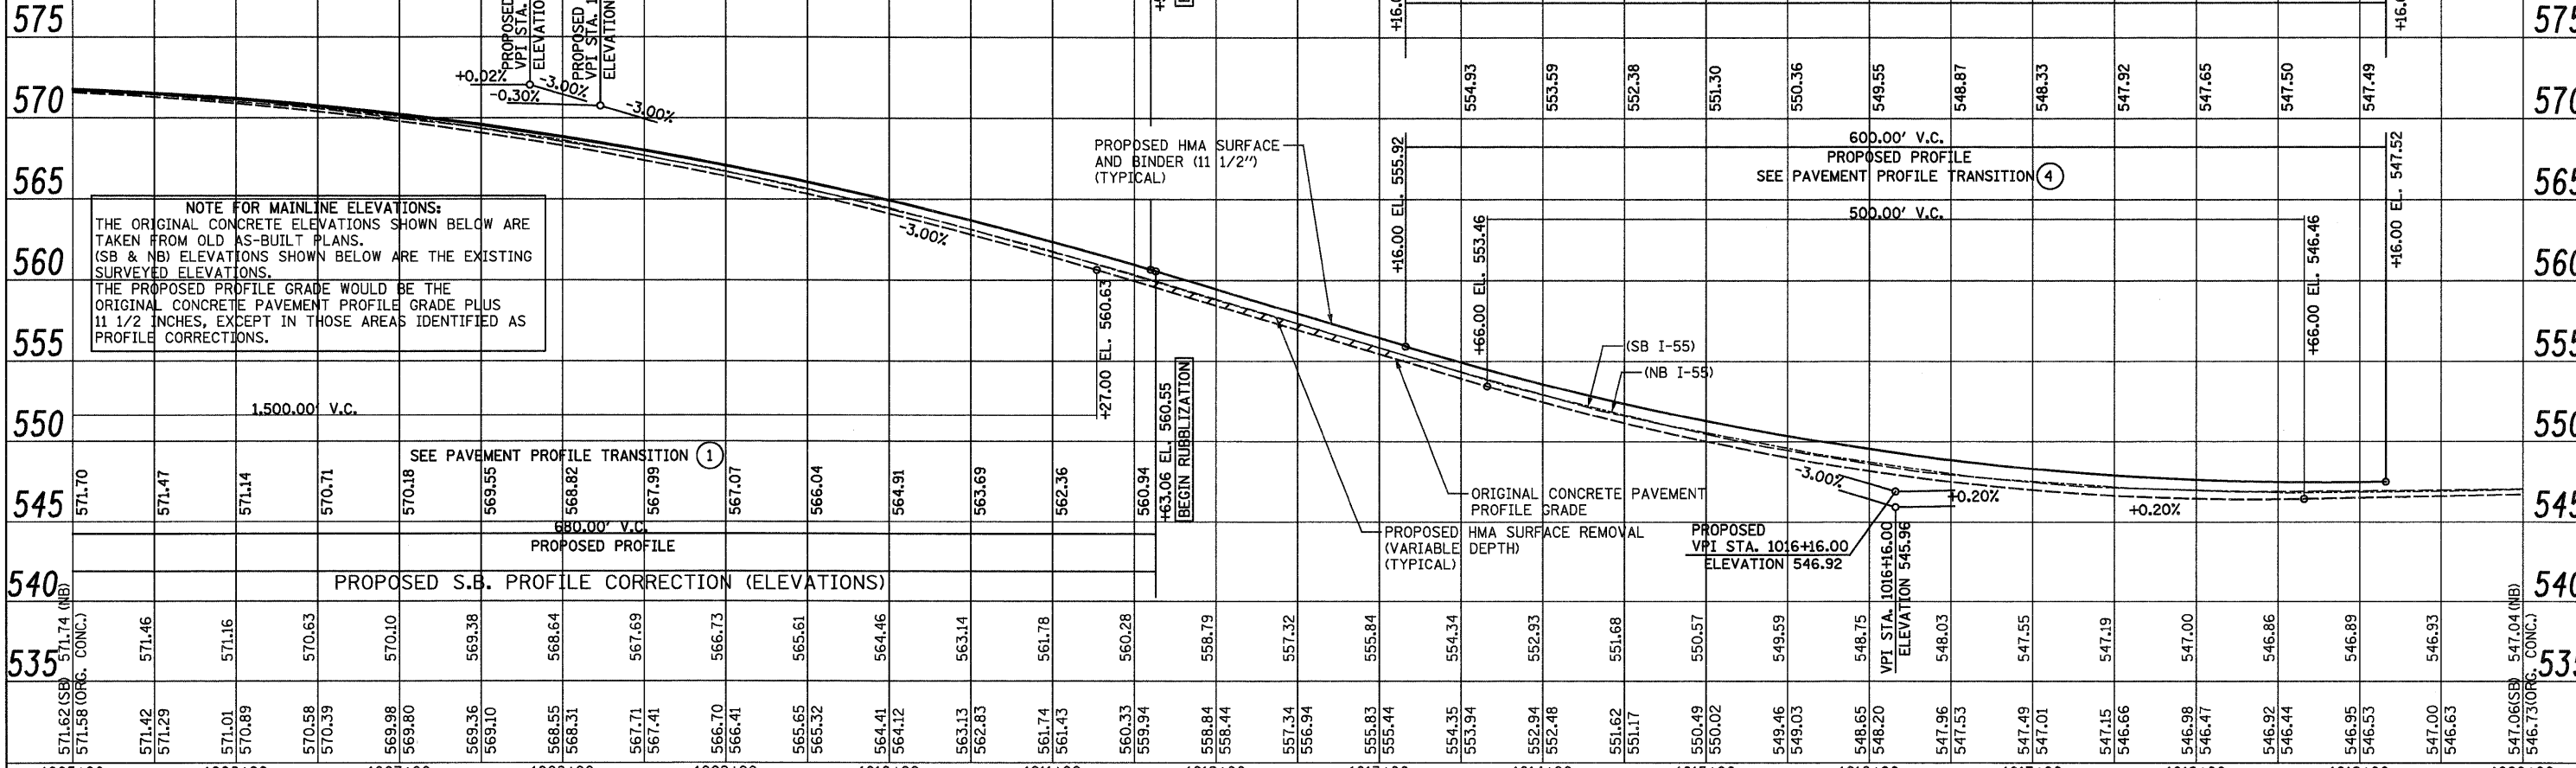 575
570
565
560
555
550
545
540
535
PROPOSED
VPI STA.
PROPOSED
VPI STA. 1
+0.02%
-3.00%
-0.30%
-3.00%
NOTE FOR MAINLINE ELEVATIONS:
THE ORIGINAL CONCRETE ELEVATIONS SHOWN BELOW ARE
TAKEN FROM OLD AS-BUILT PLANS.
(SB & NB) ELEVATIONS SHOWN BELOW ARE THE EXISTING
SURVEYED ELEVATIONS.
THE PROPOSED PROFILE GRADE WOULD BE THE
ORIGINAL CONCRETE PAVEMENT PROFILE GRADE PLUS
11 1/2 INCHES, EXCEPT IN THOSE AREAS IDENTIFIED AS
PROFILE CORRECTIONS.
-3.00%
1,500.00' V.C.
+27.00 EL. 560.63
+63.06 EL. 560.55
BEGIN RUBBLIZATION
SEE PAVEMENT PROFILE TRANSITION 1
571.70
571.47
571.14
570.71
570.18
569.55
568.82
567.99
567.07
566.04
564.91
563.69
562.36
560.94
680.00' V.C.
PROPOSED PROFILE
PROPOSED S.B. PROFILE CORRECTION (ELEVATIONS)
PROPOSED HMA SURFACE
AND BINDER (11 1/2")
(TYPICAL)
+16.00 EL. 555.92
554.93
553.59
552.38
551.30
550.36
549.55
548.87
548.33
547.92
547.65
547.50
547.49
600.00' V.C.
PROPOSED PROFILE
SEE PAVEMENT PROFILE TRANSITION 4
500.00' V.C.
+66.00 EL. 553.46
+66.00 EL. 546.46
+16.00 EL. 547.52
(SB I-55)
(NB I-55)
ORIGINAL CONCRETE PAVEMENT
PROFILE GRADE
PROPOSED HMA SURFACE REMOVAL
(VARIABLE DEPTH)
(TYPICAL)
-3.00%
+0.20%
+0.20%
PROPOSED
VPI STA. 1016+16.00
ELEVATION 546.92
VPI STA. 1016+16.00
ELEVATION 545.96
571.74 (NB)
571.46
571.16
570.63
570.10
569.38
568.64
567.69
566.73
565.61
564.46
563.14
561.78
560.28
558.79
557.32
555.84
554.34
552.93
551.68
550.57
549.59
548.75
548.03
547.55
547.19
547.00
546.86
546.89
546.93
547.04 (NB)
571.62 (SB)
571.58 (ORG. CONC.)
571.42
571.29
571.01
570.89
570.58
570.39
569.98
569.80
569.36
569.10
568.55
568.31
567.71
567.41
566.70
566.41
565.65
565.32
564.41
564.12
563.13
562.83
561.74
561.43
560.33
559.94
558.84
558.44
557.34
556.94
555.83
555.44
554.35
553.94
552.94
552.48
551.62
551.17
550.49
550.02
549.46
549.03
548.65
548.20
547.96
547.53
547.49
547.01
547.15
546.66
546.98
546.47
546.92
546.44
546.95
546.53
547.00
546.63
547.06(SB)
546.73(ORG. CONC.)